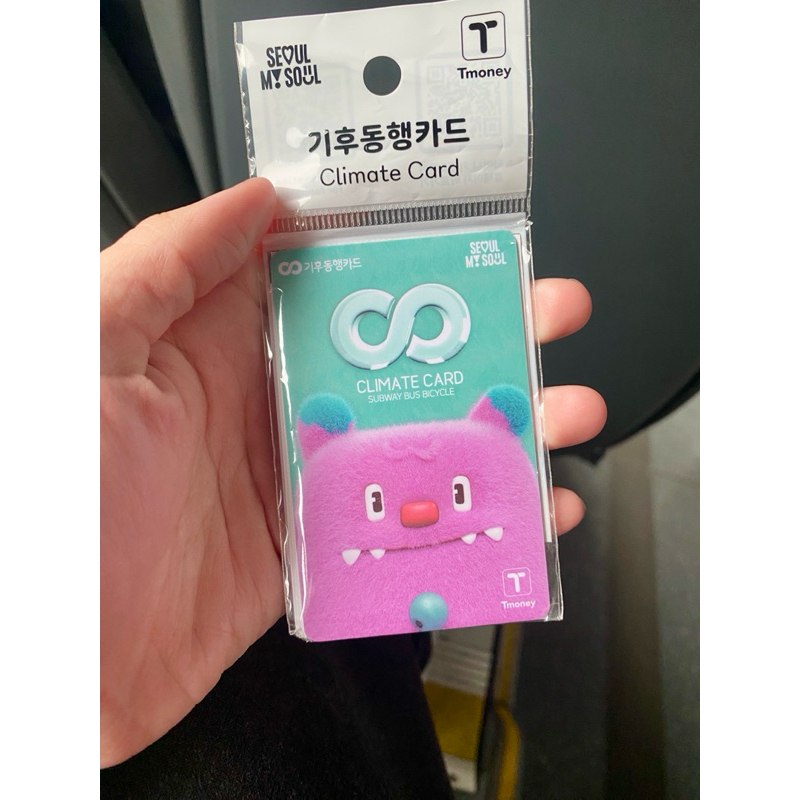 SEOUL
MY SOUL
Tmoney
기후동행카드
Climate Card
기후동행카드
SEOUL
MY SOUL
CLIMATE CARD
SUBWAY BUS BICYCLE
Tmoney